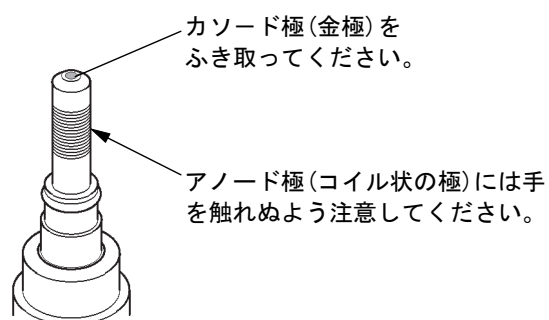 カソード極(金極)を
ふき取ってください。
アノード極(コイル状の極)には手
を触れぬよう注意してください。